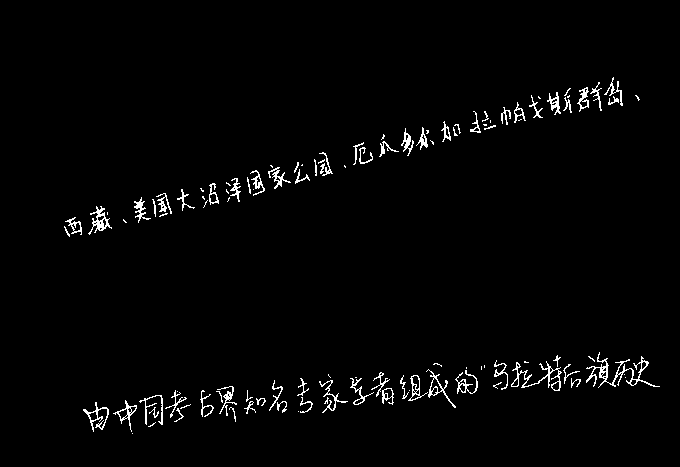 西藏、美国大沼泽国家公园、厄瓜多尔加拉帕戈斯群岛、
由中国考古界知名专家学者组成的"乌拉特后旗历史